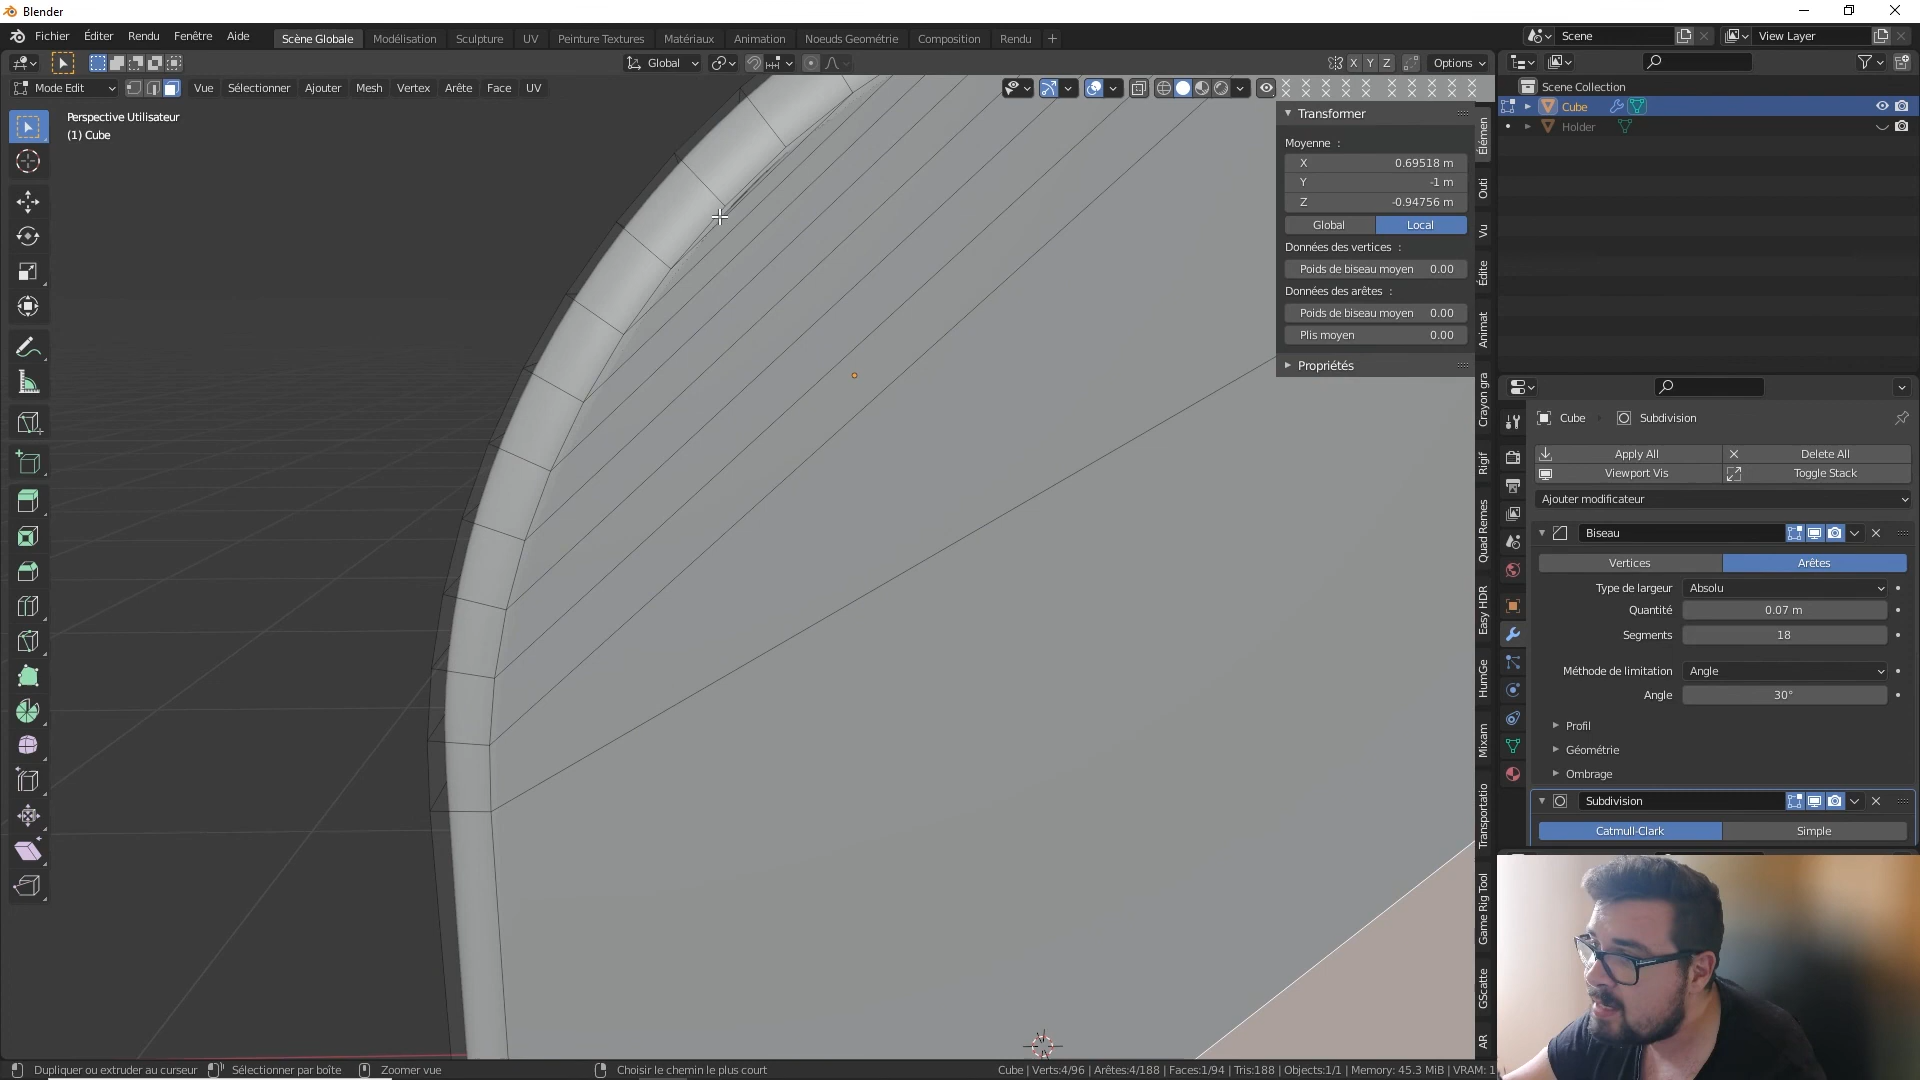 Blender
Fichier Éditer Rendu Fenêtre Aide
Scène Globale Modélisation Sculpture UV Peinture Textures Matériaux Animation Noeuds Geométrie Composition Rendu +
Scene
View Layer
Global
X Y Z
Options
Mode Edit
Vue Sélectionner Ajouter Mesh Vertex Arête Face UV
Perspective Utilisateur
(1) Cube
Transformer
Moyenne :
X 0.69518 m
Y -1 m
Z -0.94756 m
Global Local
Données des vertices :
Poids de biseau moyen 0.00
Données des arêtes :
Poids de biseau moyen 0.00
Plis moyen 0.00
Propriétés
Élémen
Outi
Vu
Édite
Animat
Crayon gra
Rigif
Quad Remes
Easy HDR
HumGe
Mixam
Transportatio
Game Rig Tool
GScatte
AR
Scene Collection
Cube
Holder
Cube
Subdivision
Apply All
Delete All
Viewport Vis
Toggle Stack
Ajouter modificateur
Biseau
Vertices
Arêtes
Type de largeur Absolu
Quantité 0.07 m
Segments 18
Méthode de limitation Angle
Angle 30°
Profil
Géométrie
Ombrage
Subdivision
Catmull-Clark
Simple
Dupliquer ou extruder au curseur
Sélectionner par boîte
Zoomer vue
Choisir le chemin le plus court
Cube | Verts:4/96 | Arêtes:4/188 | Faces:1/94 | Tris:188 | Objects:1/1 | Memory: 45.3 MiB | VRAM: 1